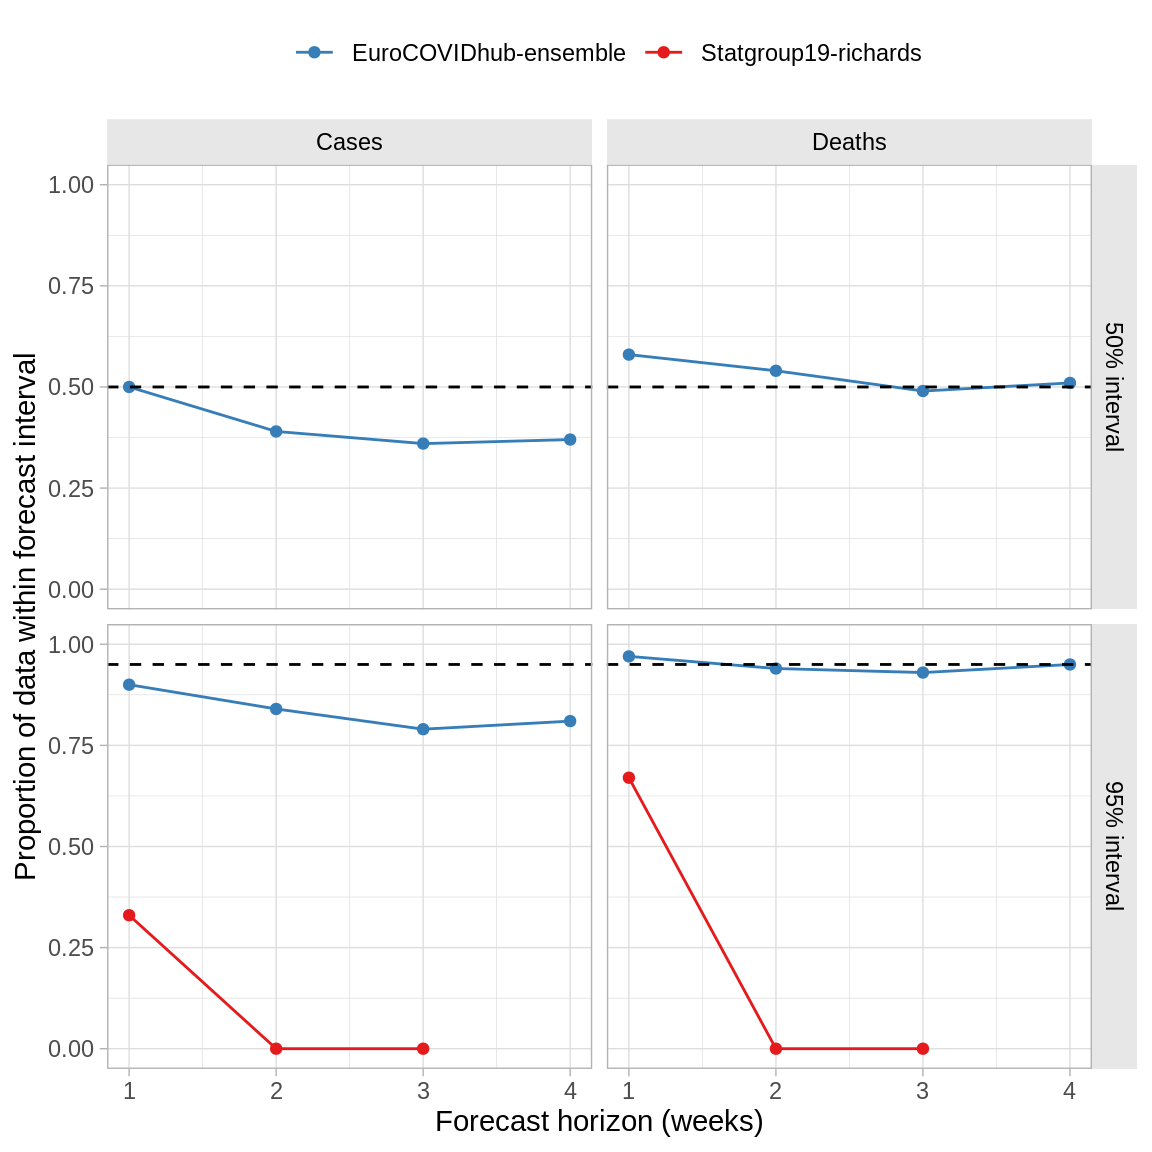 EuroCOVIDhub-ensemble Statgroup19-richards
Cases Deaths
1.00
0.75
0.50
0.25
0.00
50% interval
1.00
0.75
0.50
0.25
0.00
95% interval
Proportion of data within forecast interval
1 2 3 4 1 2 3 4
Forecast horizon (weeks)